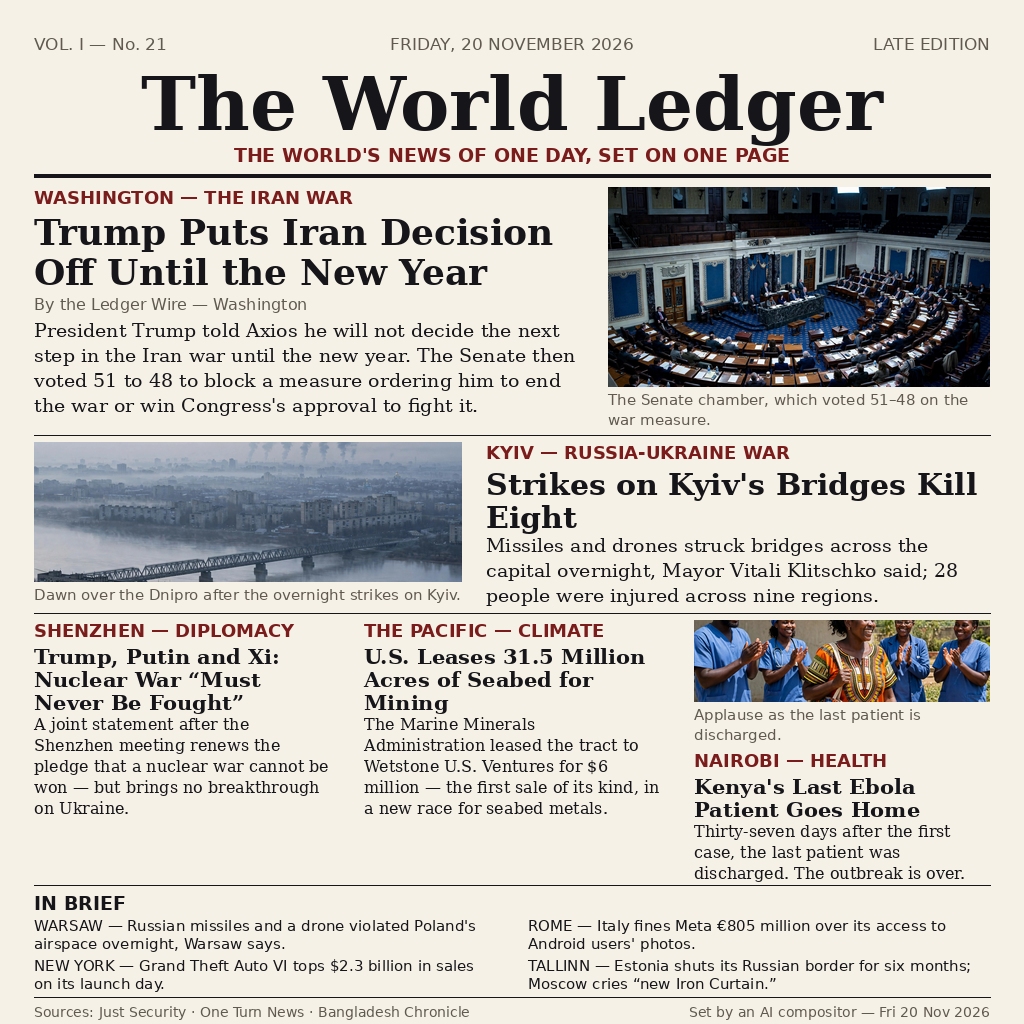 VOL. I — No. 21
FRIDAY, 20 NOVEMBER 2026
LATE EDITION
The World Ledger
THE WORLD'S NEWS OF ONE DAY, SET ON ONE PAGE
WASHINGTON — THE IRAN WAR
Trump Puts Iran Decision
Off Until the New Year
By the Ledger Wire — Washington
President Trump told Axios he will not decide the next
step in the Iran war until the new year. The Senate then
voted 51 to 48 to block a measure ordering him to end
the war or win Congress's approval to fight it.
The Senate chamber, which voted 51–48 on the
war measure.
Dawn over the Dnipro after the overnight strikes on Kyiv.
KYIV — RUSSIA-UKRAINE WAR
Strikes on Kyiv's Bridges Kill
Eight
Missiles and drones struck bridges across the
capital overnight, Mayor Vitali Klitschko said; 28
people were injured across nine regions.
SHENZHEN — DIPLOMACY
Trump, Putin and Xi:
Nuclear War “Must
Never Be Fought”
A joint statement after the
Shenzhen meeting renews the
pledge that a nuclear war cannot be
won — but brings no breakthrough
on Ukraine.
THE PACIFIC — CLIMATE
U.S. Leases 31.5 Million
Acres of Seabed for
Mining
The Marine Minerals
Administration leased the tract to
Wetstone U.S. Ventures for $6
million — the first sale of its kind, in
a new race for seabed metals.
Applause as the last patient is
discharged.
NAIROBI — HEALTH
Kenya's Last Ebola
Patient Goes Home
Thirty-seven days after the first
case, the last patient was
discharged. The outbreak is over.
IN BRIEF
WARSAW — Russian missiles and a drone violated Poland's
airspace overnight, Warsaw says.
NEW YORK — Grand Theft Auto VI tops $2.3 billion in sales
on its launch day.
ROME — Italy fines Meta €805 million over its access to
Android users' photos.
TALLINN — Estonia shuts its Russian border for six months;
Moscow cries “new Iron Curtain.”
Sources: Just Security · One Turn News · Bangladesh Chronicle
Set by an AI compositor — Fri 20 Nov 2026